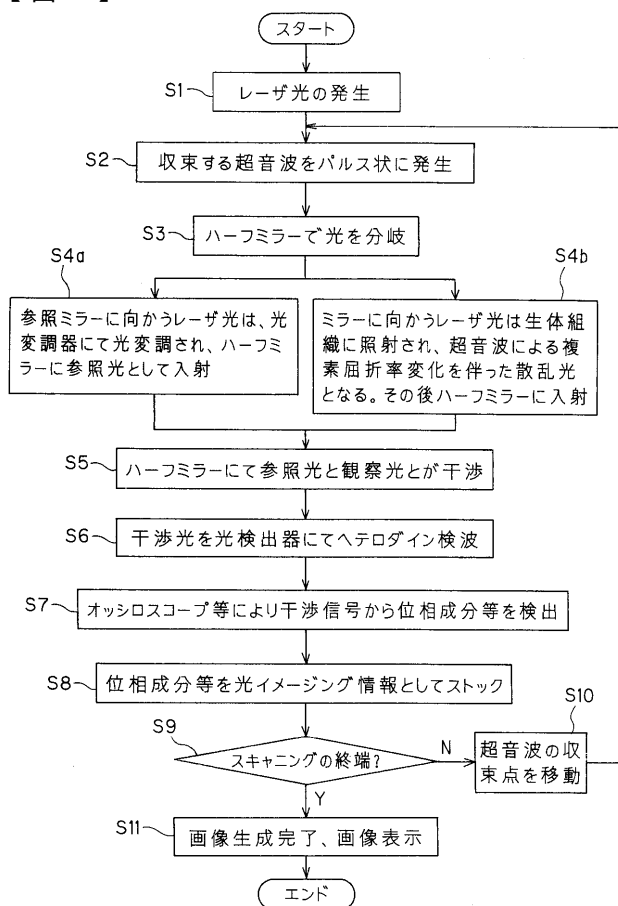 スタート
S1
レーザ光の発生
S2
収束する超音波をパルス状に発生
S3
ハーフミラーで光を分岐
S4a
参照ミラーに向かうレーザ光は、光
変調器にて光変調され、ハーフミ
ラーに参照光として入射
S4b
ミラーに向かうレーザ光は生体組
織に照射され、超音波による複
素屈折率変化を伴った散乱光
となる。その後ハーフミラーに入射
S5
ハーフミラーにて参照光と観察光とが干渉
S6
干渉光を光検出器にてヘテロダイン検波
S7
オッシロスコープ等により干渉信号から位相成分等を検出
S8
位相成分等を光イメージング情報としてストック
S9
スキャニングの終端?
N
S10
超音波の収
束点を移動
Y
S11
画像生成完了、画像表示
エンド